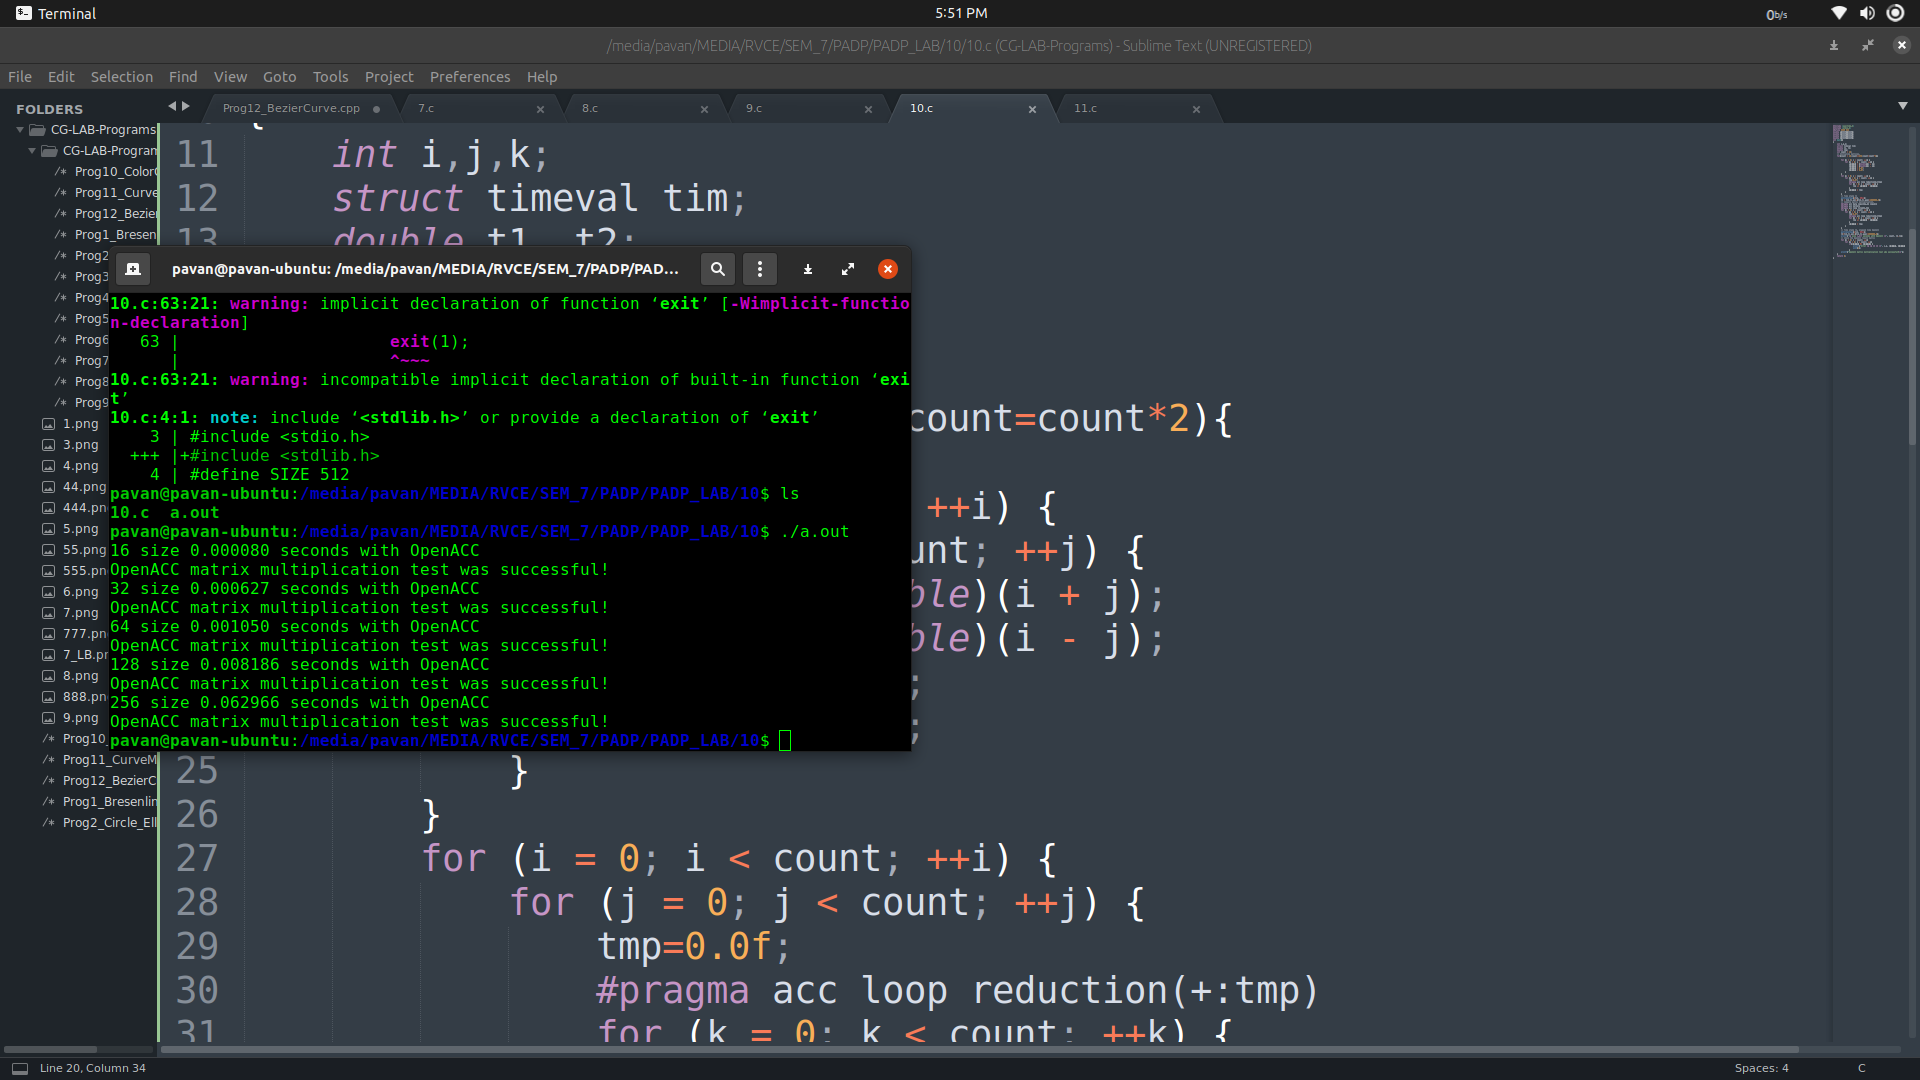 Terminal
5:51 PM
0b/s
/media/pavan/MEDIA/RVCE/SEM_7/PADP/PADP_LAB/10/10.c (CG-LAB-Programs) - Sublime Text (UNREGISTERED)
File Edit Selection Find View Goto Tools Project Preferences Help
FOLDERS
CG-LAB-Programs
CG-LAB-Program
/* Prog10_Color
/* Prog11_Curve
/* Prog12_Bezier
/* Prog1_Bresen
/* Prog2
/* Prog3
/* Prog4
/* Prog5
/* Prog6
/* Prog7
/* Prog8
/* Prog9
1.png
3.png
4.png
44.png
444.pn
5.png
55.png
555.pn
6.png
7.png
777.pn
7_LB.pn
8.png
888.pn
9.png
/* Prog10_
/* Prog11_CurveM
/* Prog12_BezierC
/* Prog1_Breslin
/* Prog2_Circle_Ell
Prog12_BezierCurve.cpp
7.c
8.c
9.c
10.c
11.c
{
11 int i,j,k;
12 struct timeval tim;
13 double t1, t2;
count=count*2){
++i) {
unt; ++j) {
ble)(i + j);
ble)(i - j);
;
;
25 }
26 }
27 for (i = 0; i < count; ++i) {
28 for (j = 0; j < count; ++j) {
29 tmp=0.0f;
30 #pragma acc loop reduction(+:tmp)
31 for (k = 0; k < count; ++k) {
pavan@pavan-ubuntu: /media/pavan/MEDIA/RVCE/SEM_7/PADP/PAD...
10.c:63:21: warning: implicit declaration of function ‘exit’ [-Wimplicit-functio
n-declaration]
63 | exit(1);
| ^~~~
10.c:63:21: warning: incompatible implicit declaration of built-in function ‘exi
t’
10.c:4:1: note: include ‘<stdlib.h>’ or provide a declaration of ‘exit’
3 | #include <stdio.h>
+++ |+#include <stdlib.h>
4 | #define SIZE 512
pavan@pavan-ubuntu:/media/pavan/MEDIA/RVCE/SEM_7/PADP/PADP_LAB/10$ ls
10.c a.out
pavan@pavan-ubuntu:/media/pavan/MEDIA/RVCE/SEM_7/PADP/PADP_LAB/10$ ./a.out
16 size 0.000080 seconds with OpenACC
OpenACC matrix multiplication test was successful!
32 size 0.000627 seconds with OpenACC
OpenACC matrix multiplication test was successful!
64 size 0.001050 seconds with OpenACC
OpenACC matrix multiplication test was successful!
128 size 0.008186 seconds with OpenACC
OpenACC matrix multiplication test was successful!
256 size 0.062966 seconds with OpenACC
OpenACC matrix multiplication test was successful!
pavan@pavan-ubuntu:/media/pavan/MEDIA/RVCE/SEM_7/PADP/PADP_LAB/10$
Line 20, Column 34
Spaces: 4
C